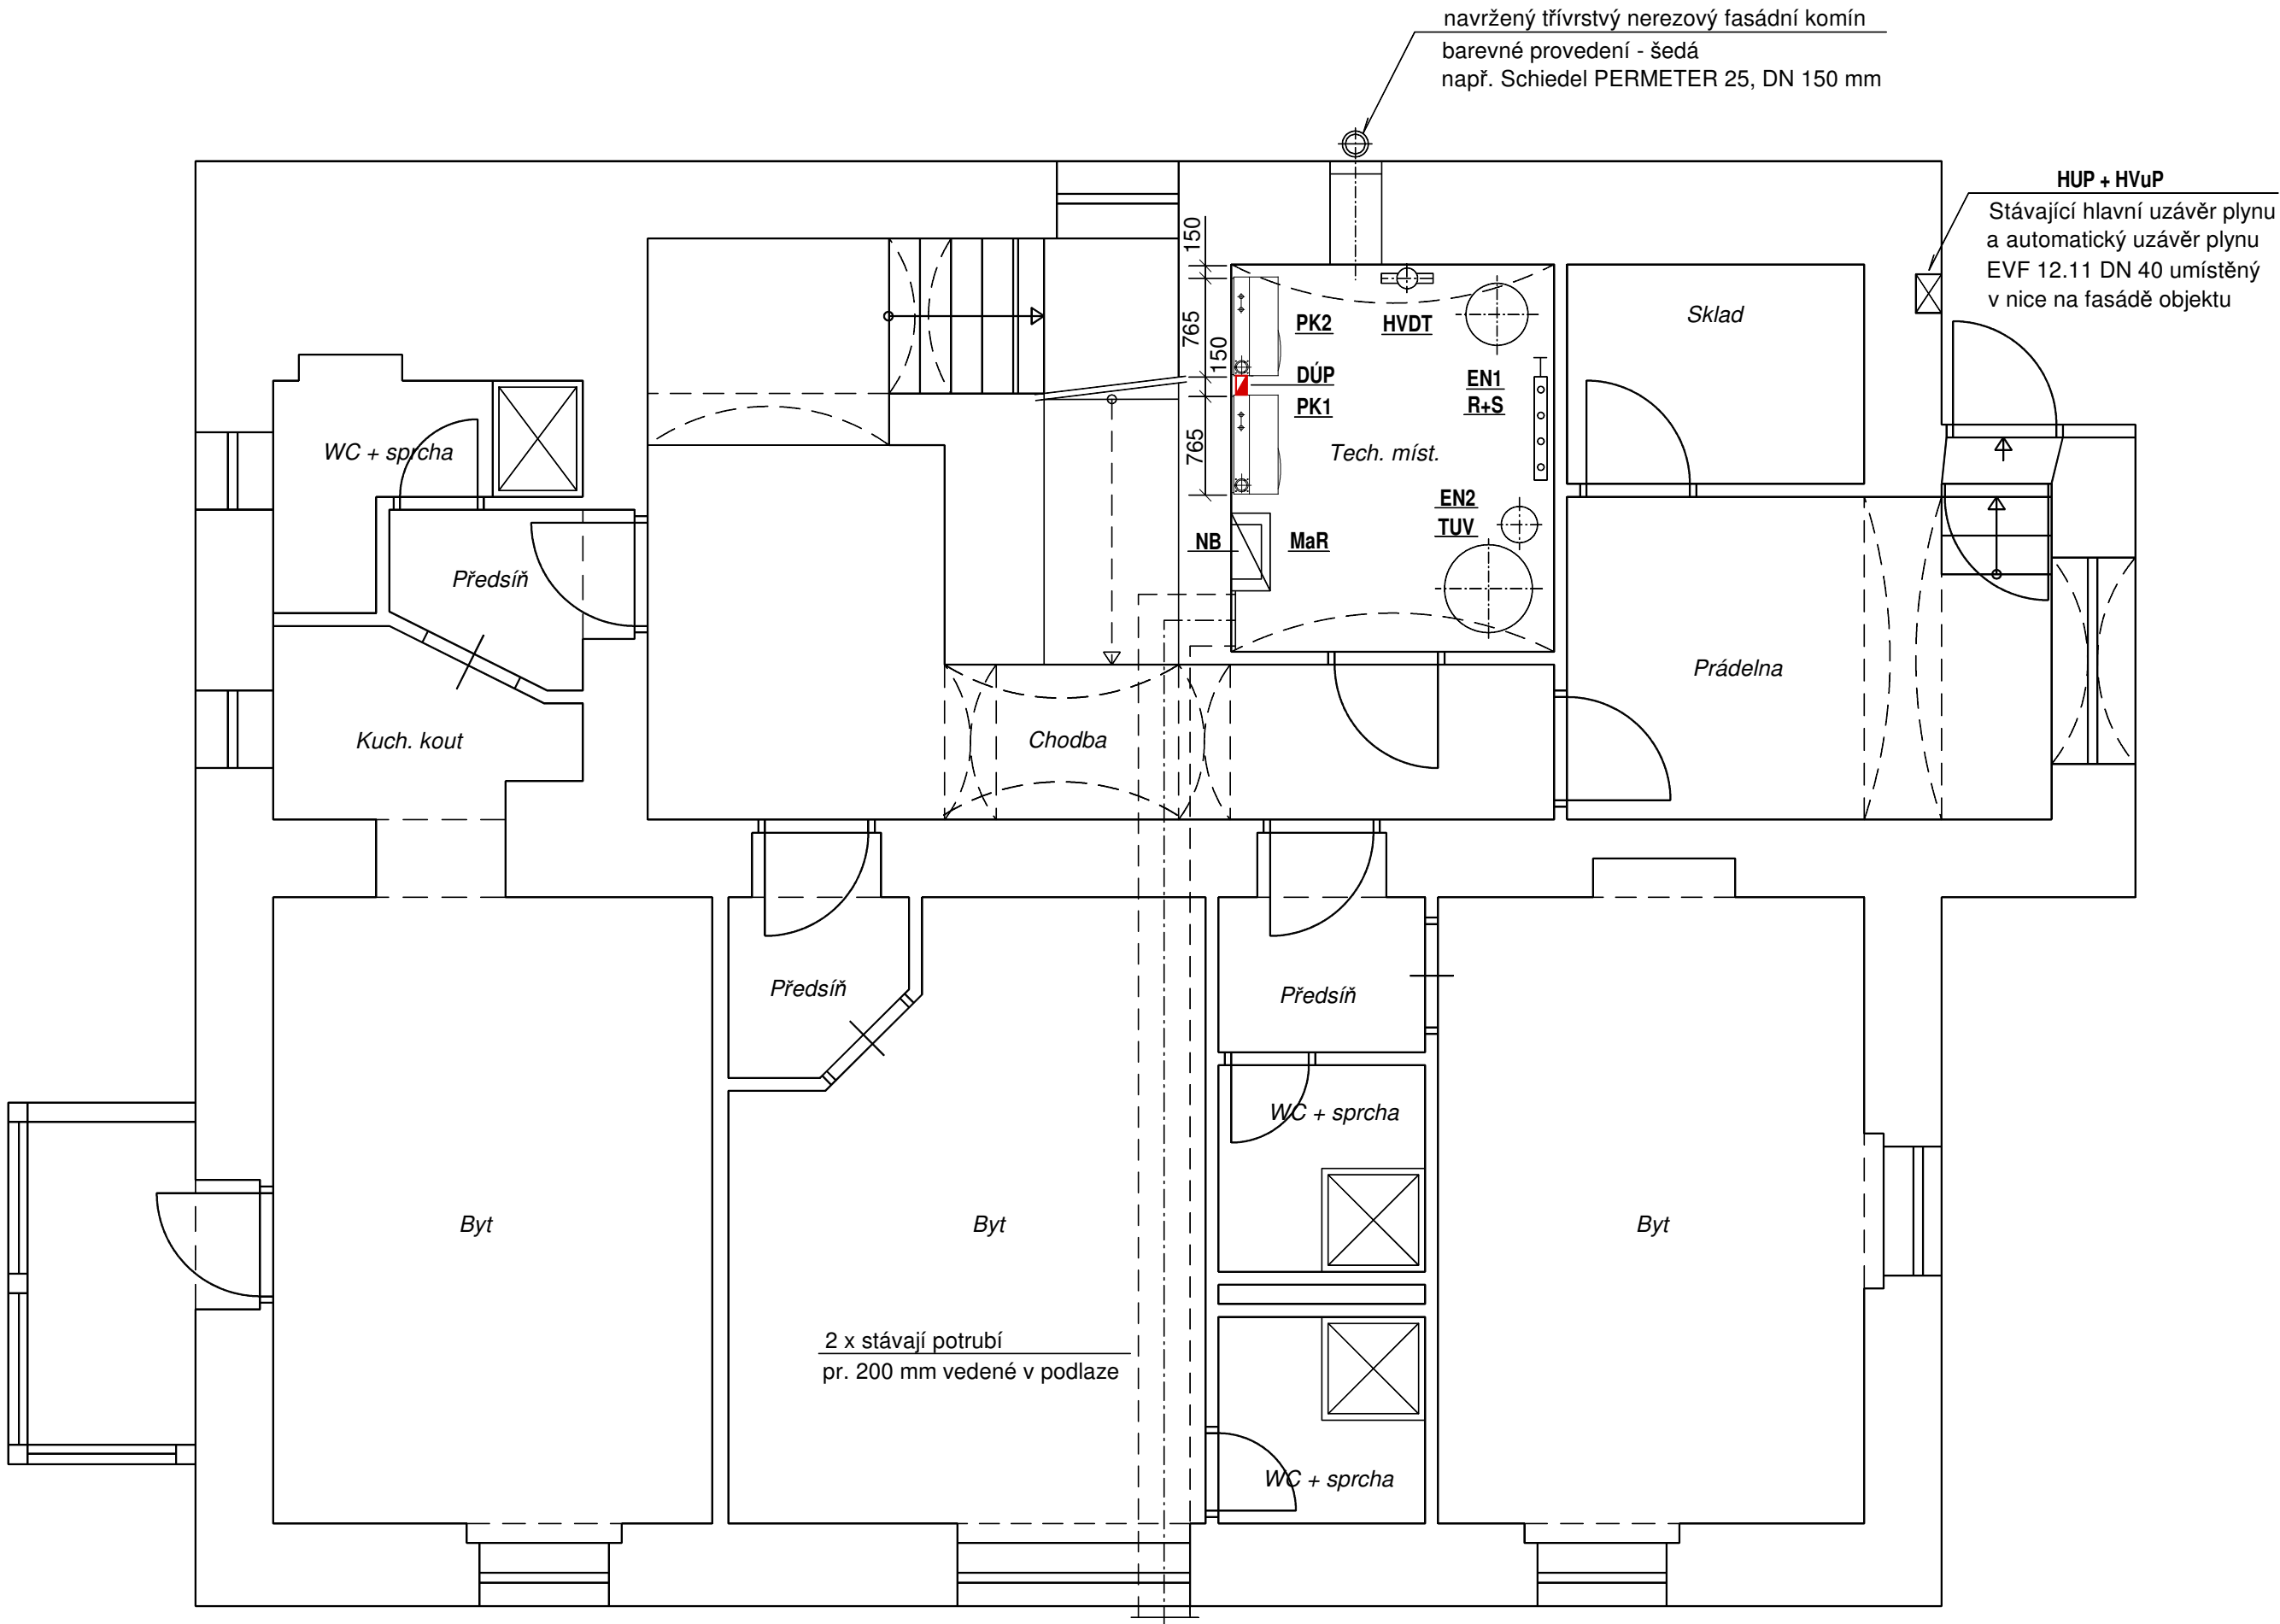 navržený třívrstvý nerezový fasádní komín
barevné provedení - šedá
např. Schiedel PERMETER 25, DN 150 mm
HUP + HVuP
Stávající hlavní uzávěr plynu
a automatický uzávěr plynu
EVF 12.11 DN 40 umístěný
v nice na fasádě objektu
150
765
150
765
PK2
HVDT
DÚP
PK1
EN1
R+S
Tech. míst.
EN2
TUV
NB
MaR
Sklad
WC + sprcha
Předsíň
Kuch. kout
Chodba
Prádelna
Předsíň
Předsíň
WC + sprcha
Byt
Byt
Byt
2 x stávají potrubí
pr. 200 mm vedené v podlaze
WC + sprcha